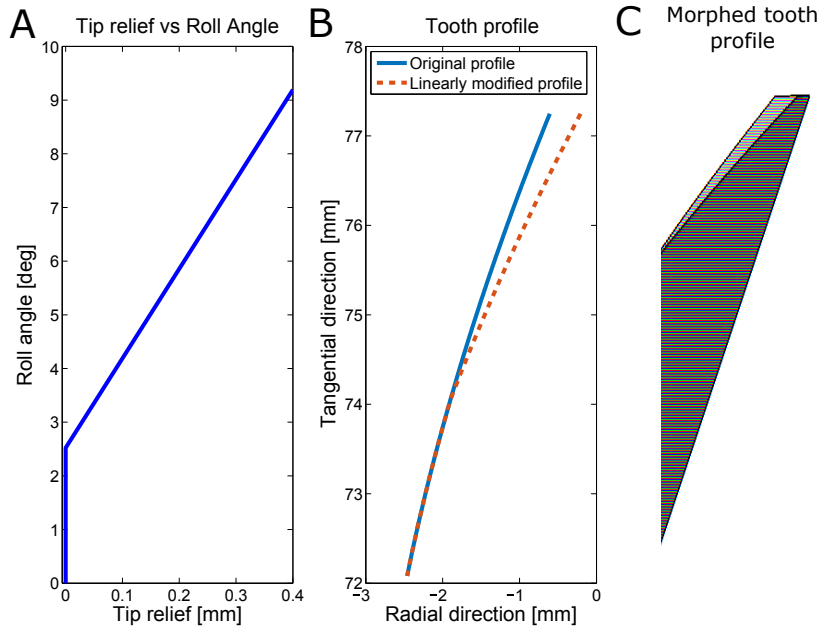 A
Tip relief vs Roll Angle
10
9
8
7
6
5
4
3
2
1
0
Roll angle [deg]
0
0.1
0.2
0.3
0.4
Tip relief [mm]
B
Tooth profile
Original profile
Linearly modified profile
78
77
76
75
74
73
72
Tangential direction [mm]
−3
−2
−1
0
Radial direction [mm]
C
Morphed tooth
profile